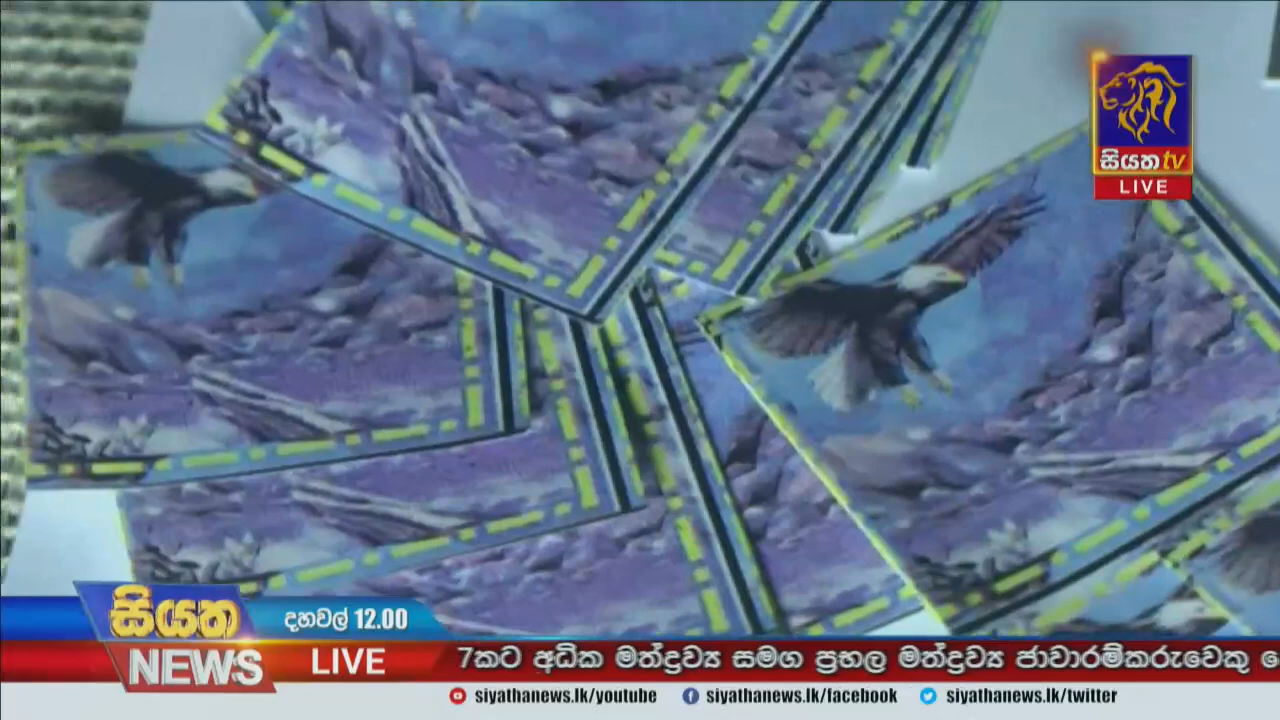 සියත tv
LIVE
සියත දහවල් 12.00
NEWS LIVE 7කට අධික මත්ද්‍රව්‍ය සමග ප්‍රභල මත්ද්‍රව්‍ය ජාවාරම්කරුවෙකු
siyathanews.lk/youtube siyathanews.lk/facebook siyathanews.lk/twitter